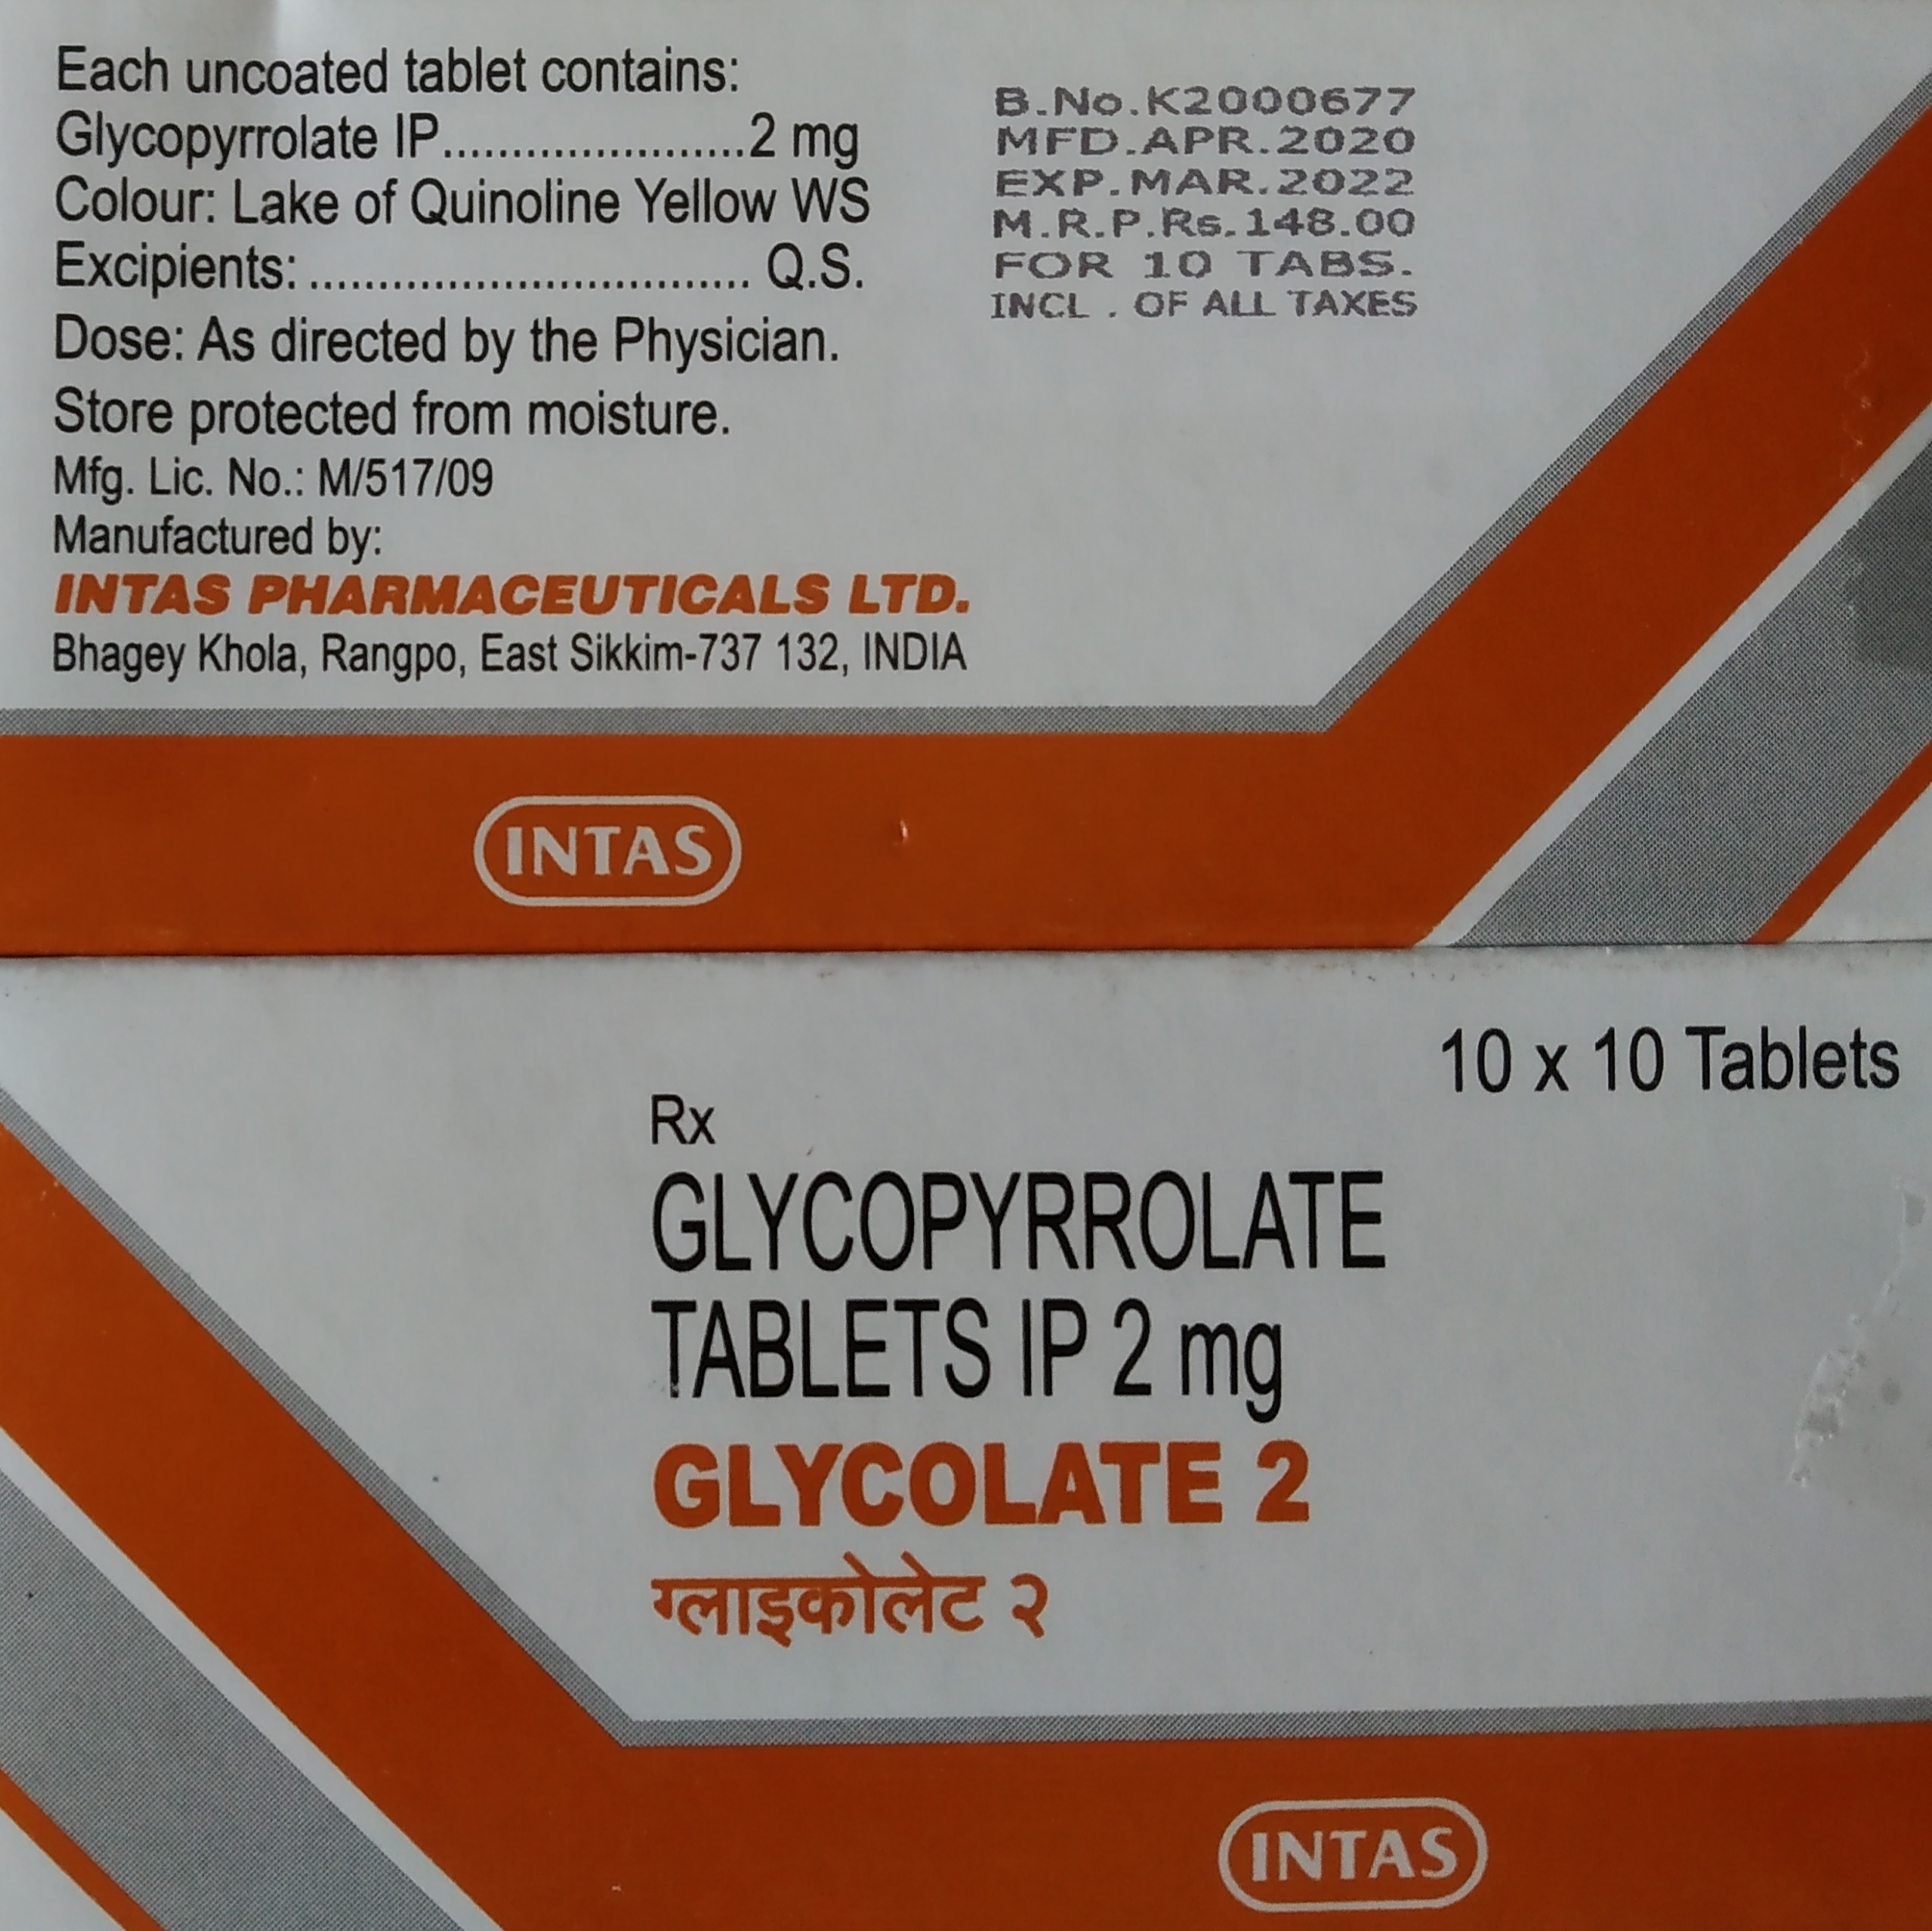 Each uncoated tablet contains:
Glycopyrrolate IP........................2 mg
Colour: Lake of Quinoline Yellow WS
Excipients: ................................ Q.S.
Dose: As directed by the Physician.
Store protected from moisture.
Mfg. Lic. No.: M/517/09
Manufactured by:
INTAS PHARMACEUTICALS LTD.
Bhagey Khola, Rangpo, East Sikkim-737 132, INDIA
B.No.K2000677
MFD.APR.2020
EXP.MAR.2022
M.R.P.Rs.148.00
FOR 10 TABS.
INCL . OF ALL TAXES
INTAS
10 x 10 Tablets
Rx
GLYCOPYRROLATE
TABLETS IP 2 mg
GLYCOLATE 2
ग्लाइकोलेट २
INTAS